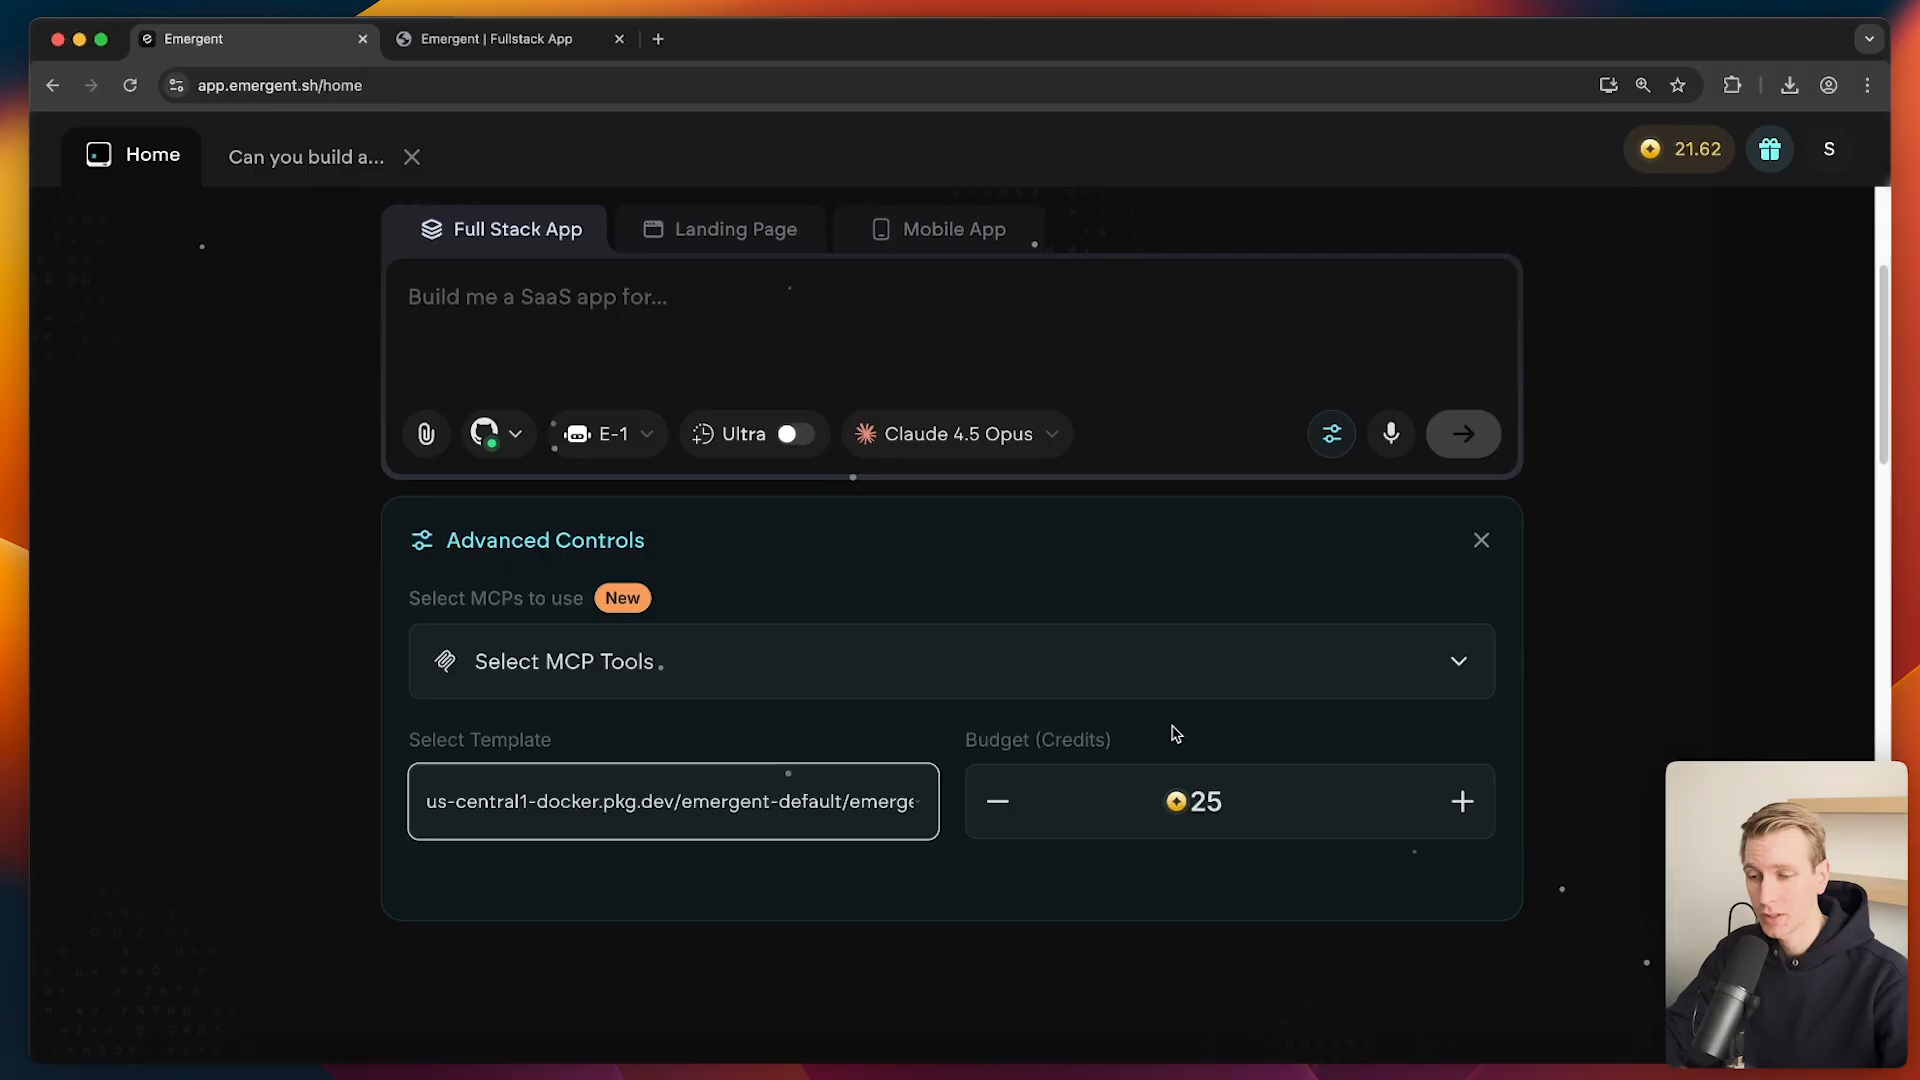 Emergent
Emergent | Fullstack App
app.emergent.sh/home
Home
Can you build a...
21.62
S
Full Stack App
Landing Page
Mobile App
Build me a SaaS app for...
E-1
Ultra
Claude 4.5 Opus
Advanced Controls
Select MCPs to use
New
Select MCP Tools
Select Template
Budget (Credits)
us-central1-docker.pkg.dev/emergent-default/emerge
25